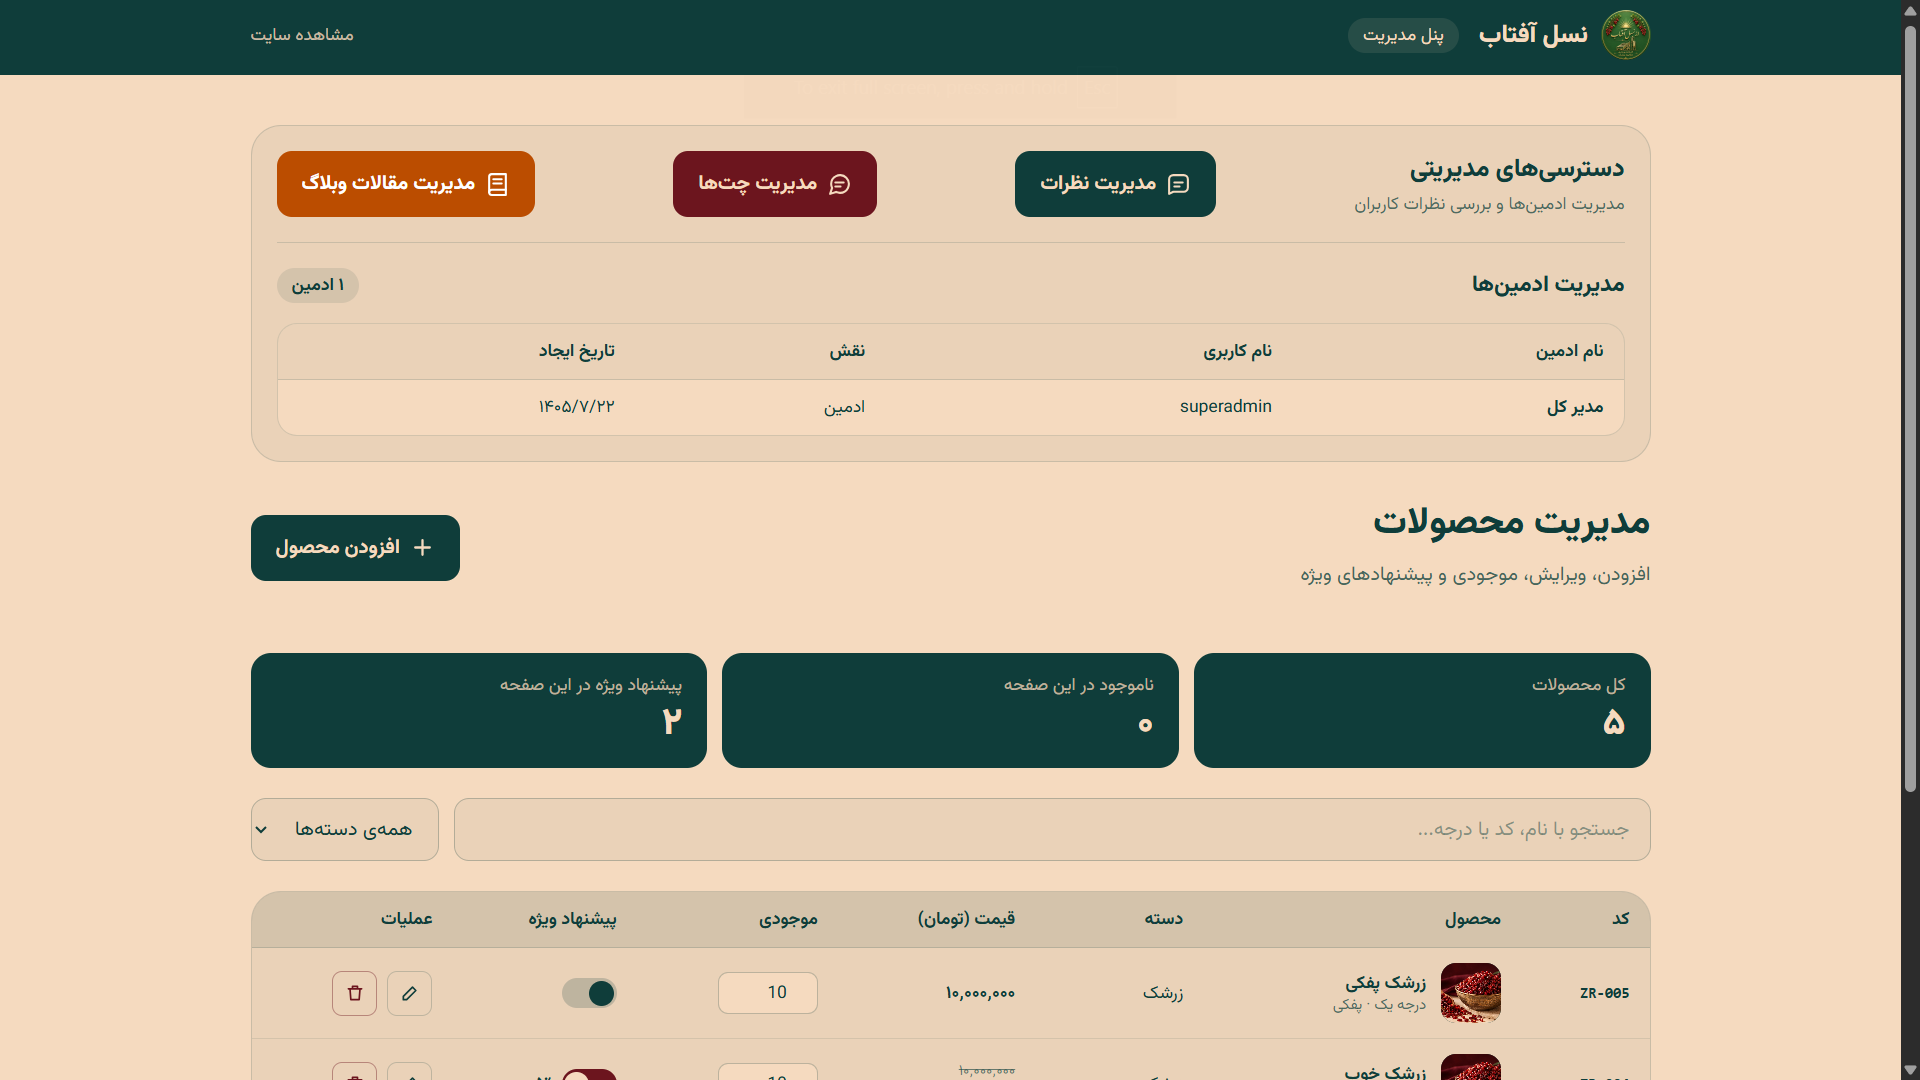 نسل آفتاب
پنل مدیریت
مشاهده سایت
دسترسی‌های مدیریتی
مدیریت ادمین‌ها و بررسی نظرات کاربران
مدیریت نظرات
مدیریت چت‌ها
مدیریت مقالات وبلاگ
مدیریت ادمین‌ها
۱ ادمین
نام ادمین نام کاربری نقش تاریخ ایجاد
مدیر کل superadmin ادمین ۱۴۰۵/۷/۲۲
مدیریت محصولات
افزودن، ویرایش، موجودی و پیشنهادهای ویژه
افزودن محصول
کل محصولات
۵
ناموجود در این صفحه
۰
پیشنهاد ویژه در این صفحه
۲
جستجو با نام، کد یا درجه...
همه‌ی دسته‌ها
کد محصول دسته قیمت (تومان) موجودی پیشنهاد ویژه عملیات
ZR-005 زرشک پفکی زرشک ۱۰,۰۰۰,۰۰۰ 10
درجه یک · پفکی
زرشک خوب ۱۰,۰۰۰,۰۰۰